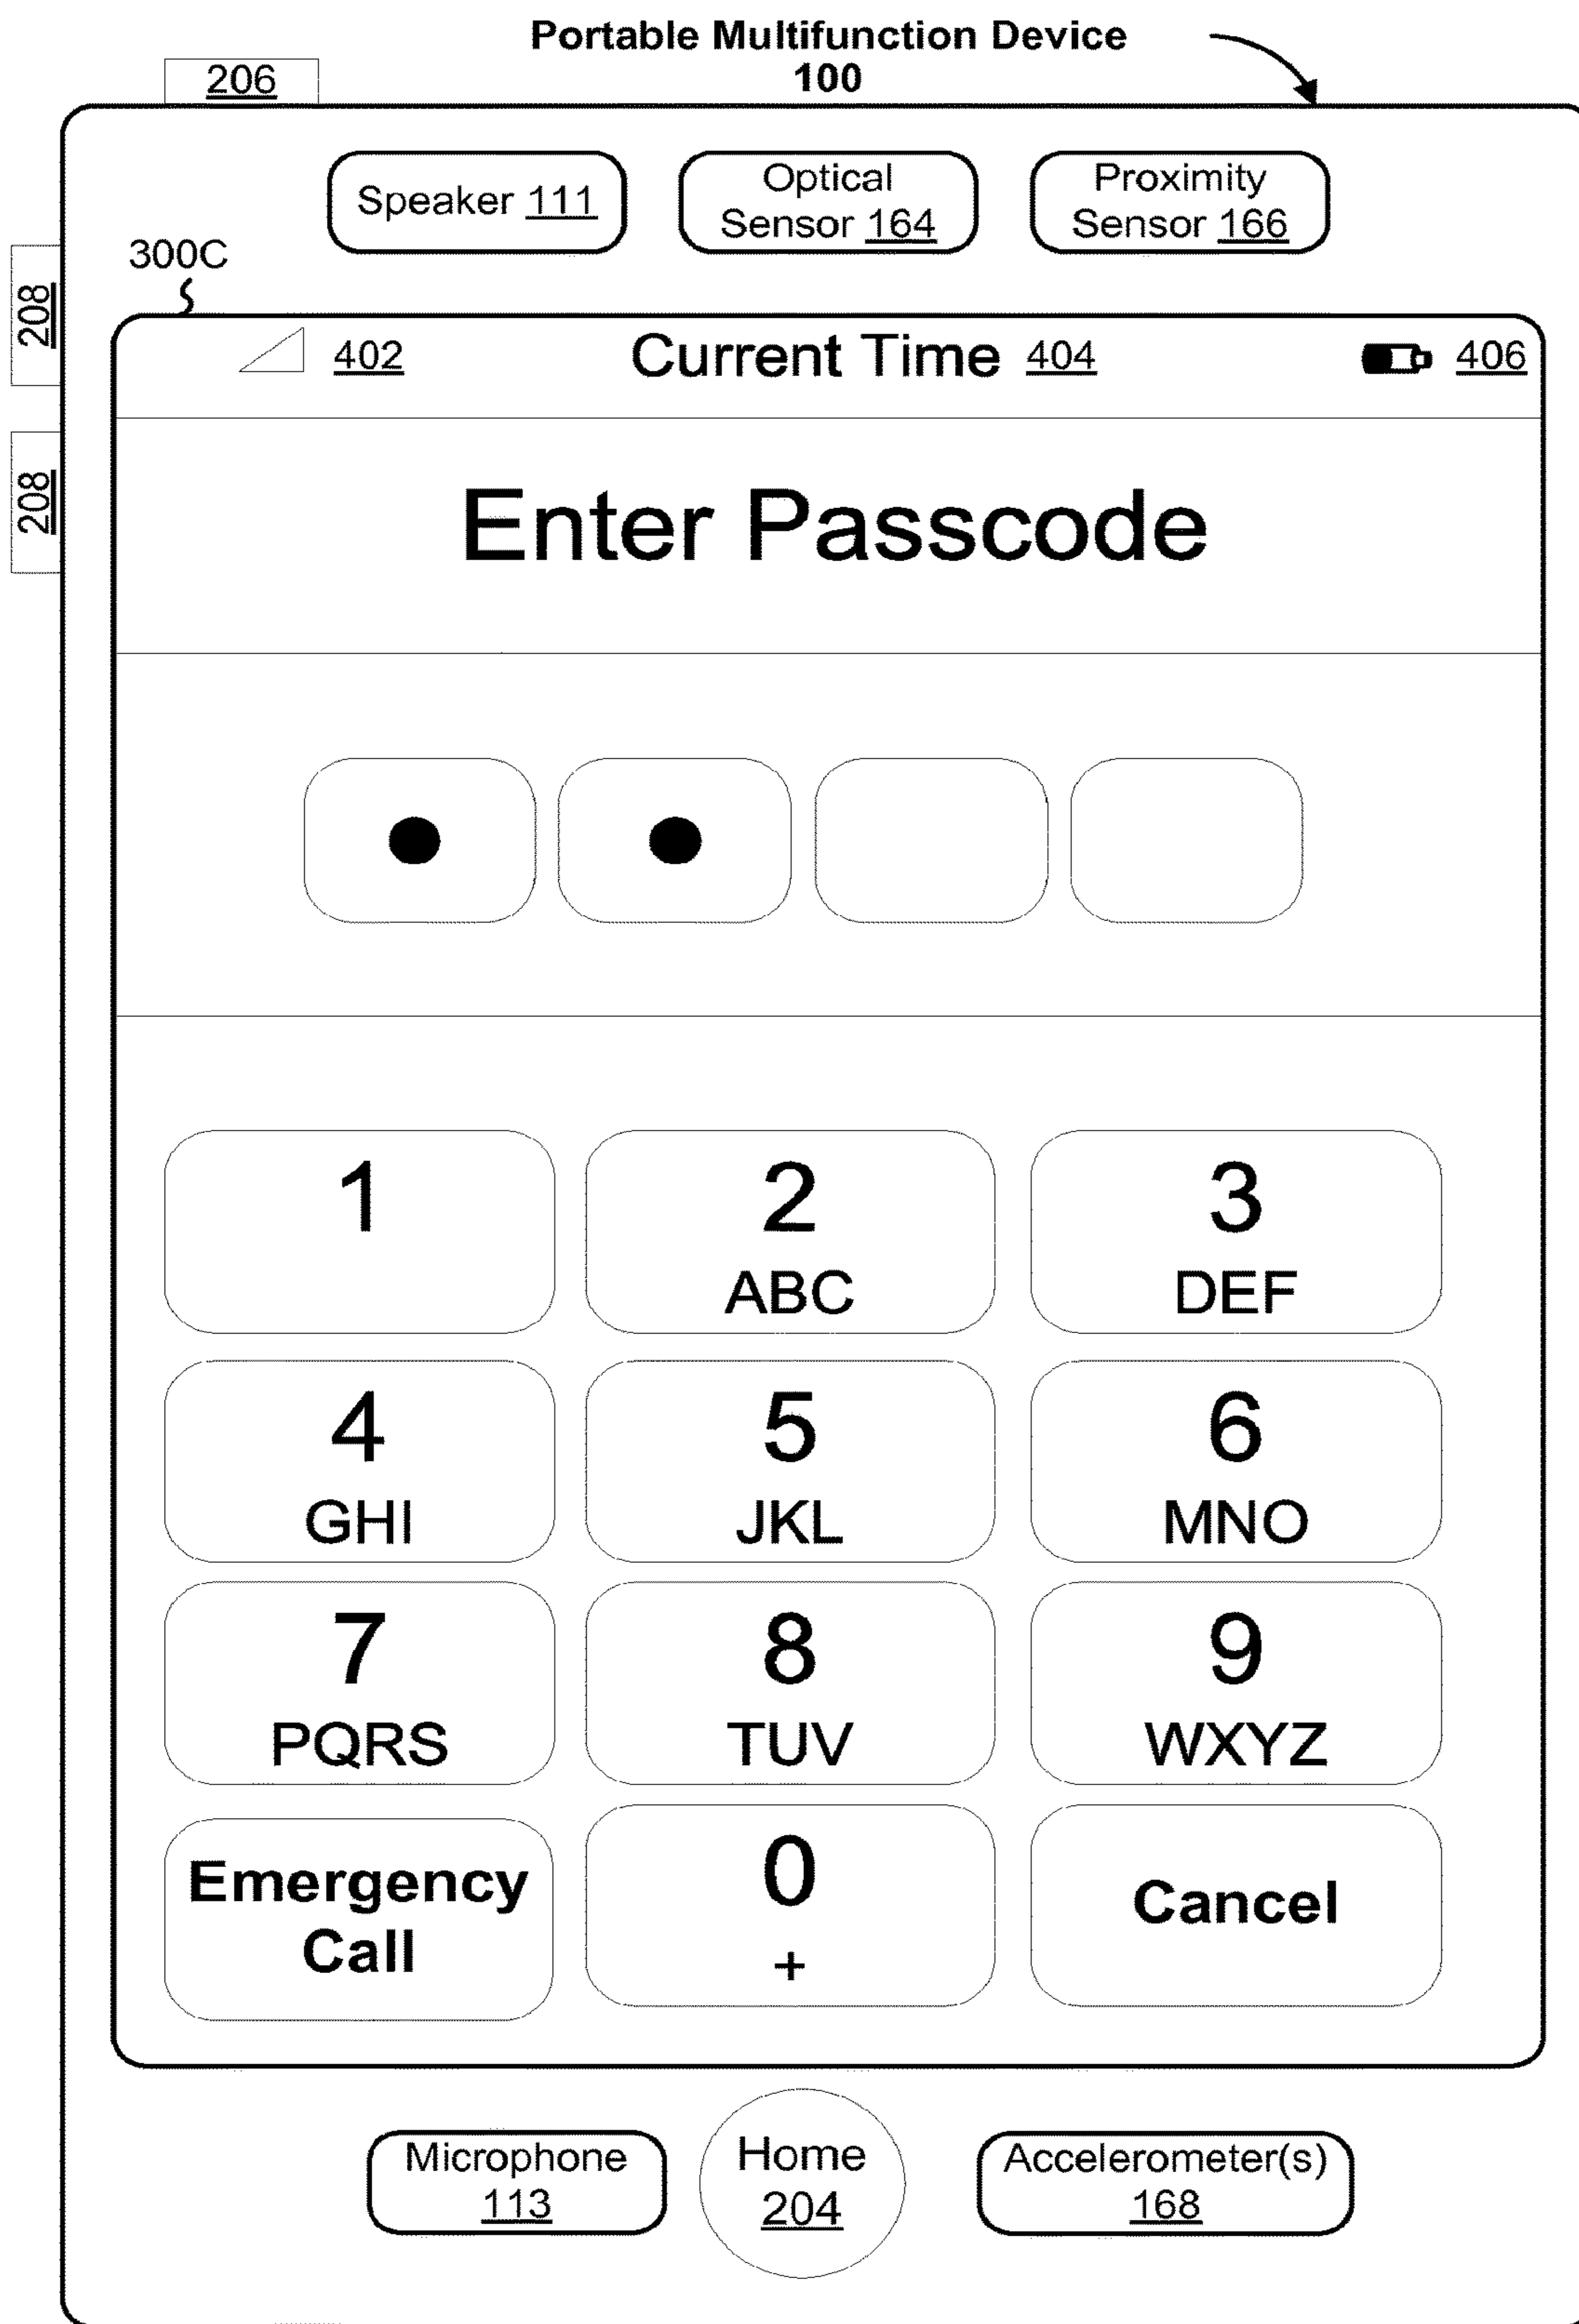 Portable Multifunction Device
100
206
Speaker 111
Optical
Sensor 164
Proximity
Sensor 166
300C
208
208
402
Current Time 404
406
Enter Passcode
1
2
ABC
3
DEF
4
GHI
5
JKL
6
MNO
7
PQRS
8
TUV
9
WXYZ
Emergency
Call
0
+
Cancel
Microphone
113
Home
204
Accelerometer(s)
168